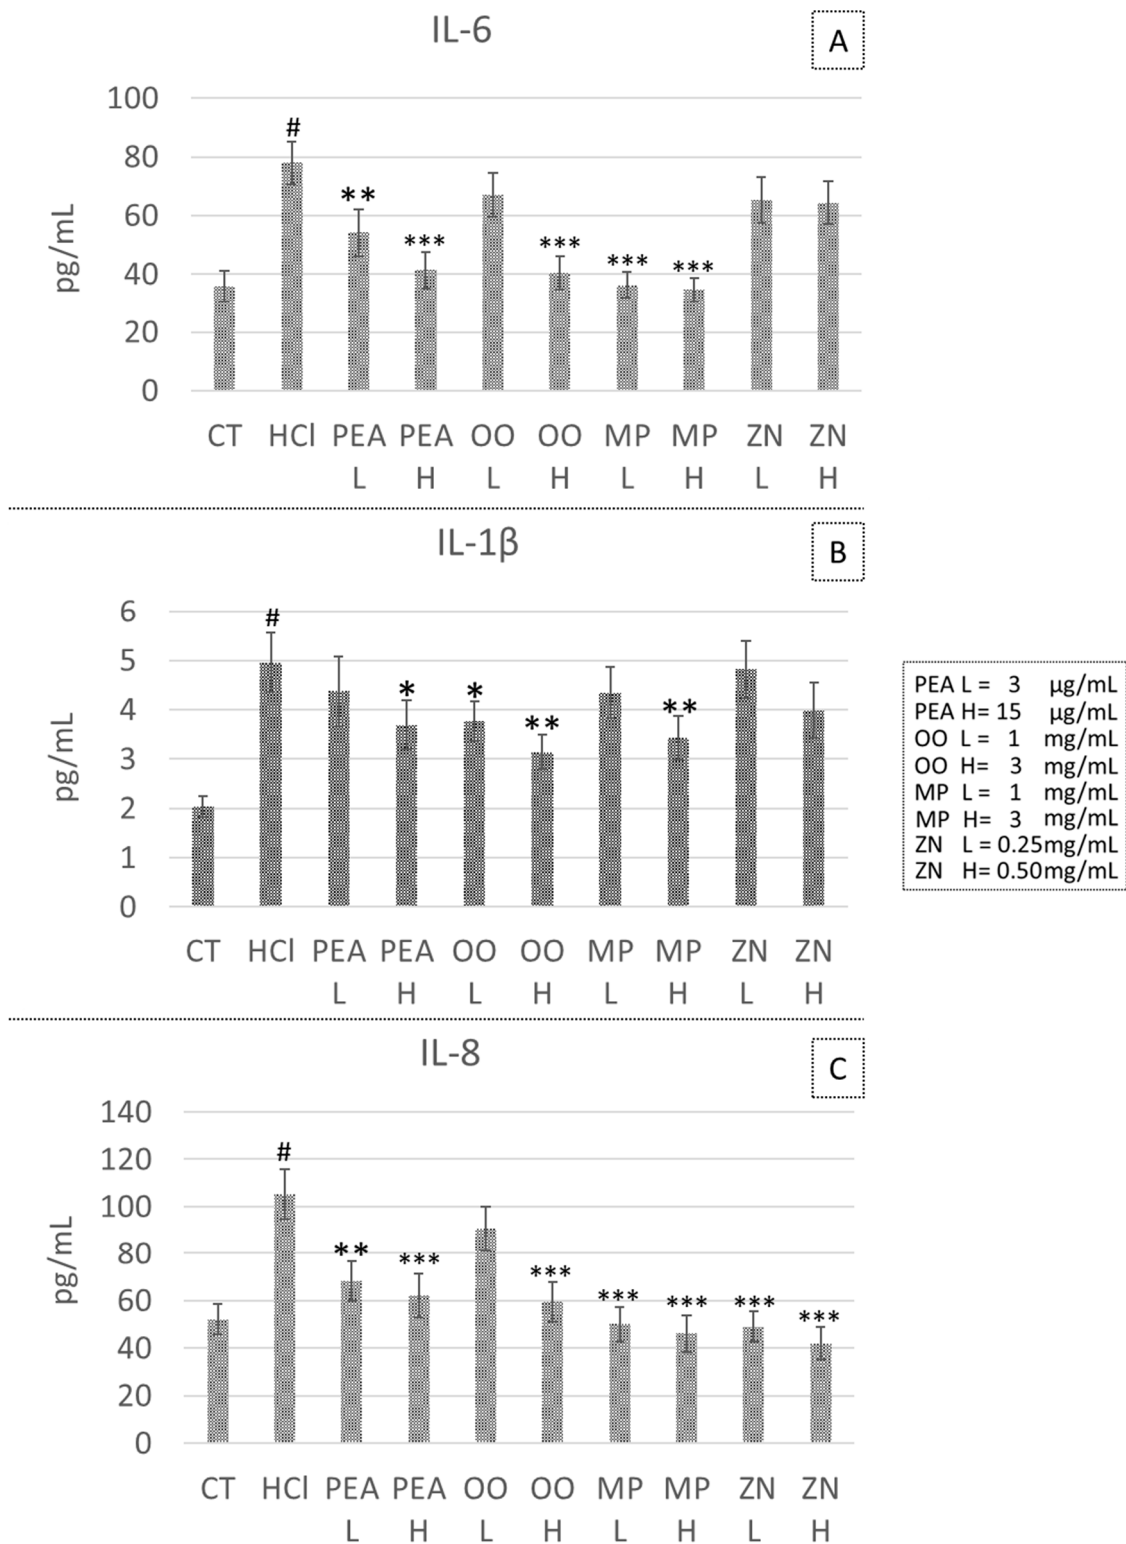 IL-6
A
100
80
60
40
20
0
pg/mL
#
**
***
***
***
***
CT HCl PEA PEA OO OO MP MP ZN ZN
L H L H L H L H
IL-1β
B
6
5
4
3
2
1
0
pg/mL
#
*
*
**
**
CT HCl PEA PEA OO OO MP MP ZN ZN
L H L H L H L H
PEA L = 3 µg/mL
PEA H= 15 µg/mL
OO L = 1 mg/mL
OO H= 3 mg/mL
MP L = 1 mg/mL
MP H= 3 mg/mL
ZN L = 0.25mg/mL
ZN H= 0.50mg/mL
IL-8
C
140
120
100
80
60
40
20
0
pg/mL
#
**
***
***
***
***
***
***
CT HCl PEA PEA OO OO MP MP ZN ZN
L H L H L H L H